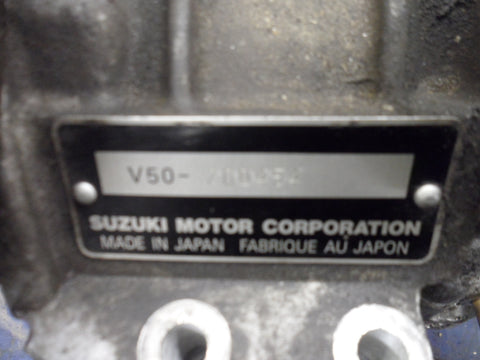 V50-
SUZUKI MOTOR CORPORATION
MADE IN JAPAN FABRIQUE AU JAPON